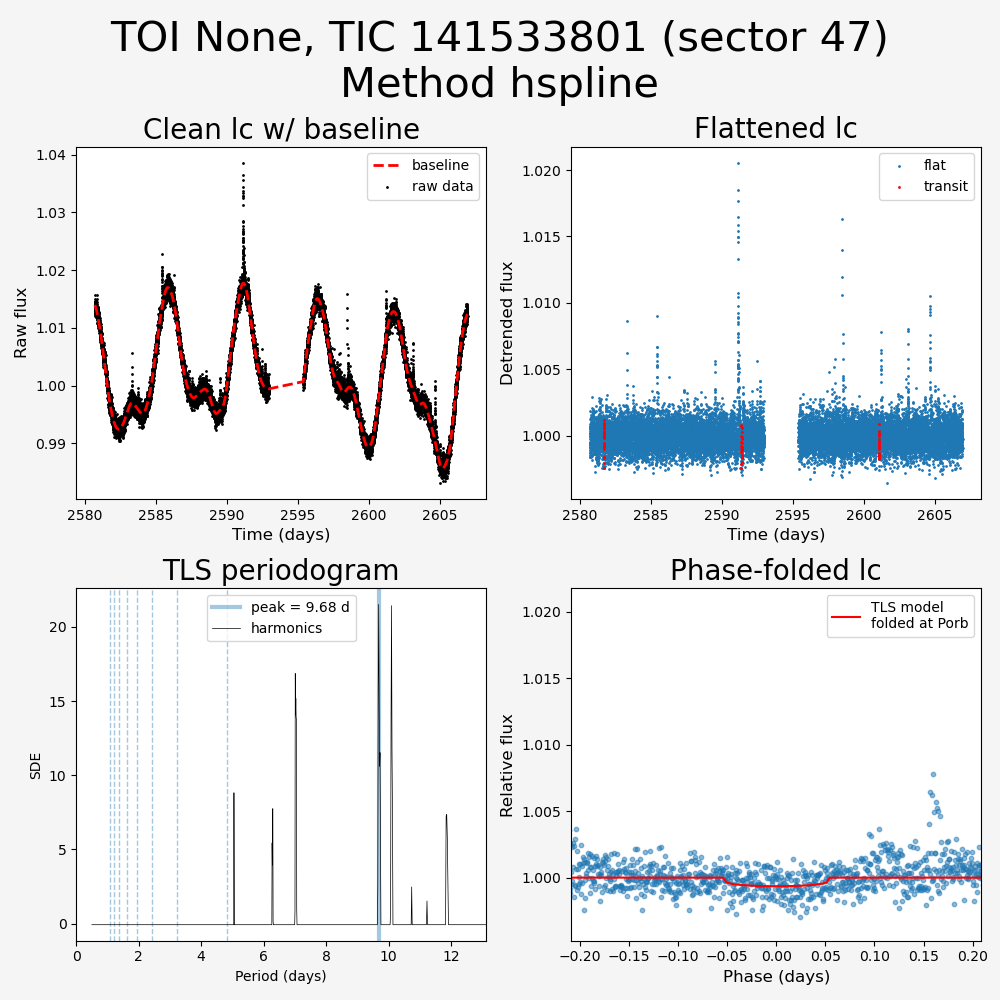 TOI None, TIC 141533801 (sector 47)
Method hspline
Clean lc w/ baseline
Raw flux
1.04
1.03
1.02
1.01
1.00
0.99
baseline
raw data
2580 2585 2590 2595 2600 2605
Time (days)
Flattened lc
Detrended flux
1.020
1.015
1.010
1.005
1.000
flat
transit
2580 2585 2590 2595 2600 2605
Time (days)
TLS periodogram
SDE
20
15
10
5
0
peak = 9.68 d
harmonics
0 2 4 6 8 10 12
Period (days)
Phase-folded lc
Relative flux
1.020
1.015
1.010
1.005
1.000
TLS model
folded at Porb
−0.20 −0.15 −0.10 −0.05 0.00 0.05 0.10 0.15 0.20
Phase (days)